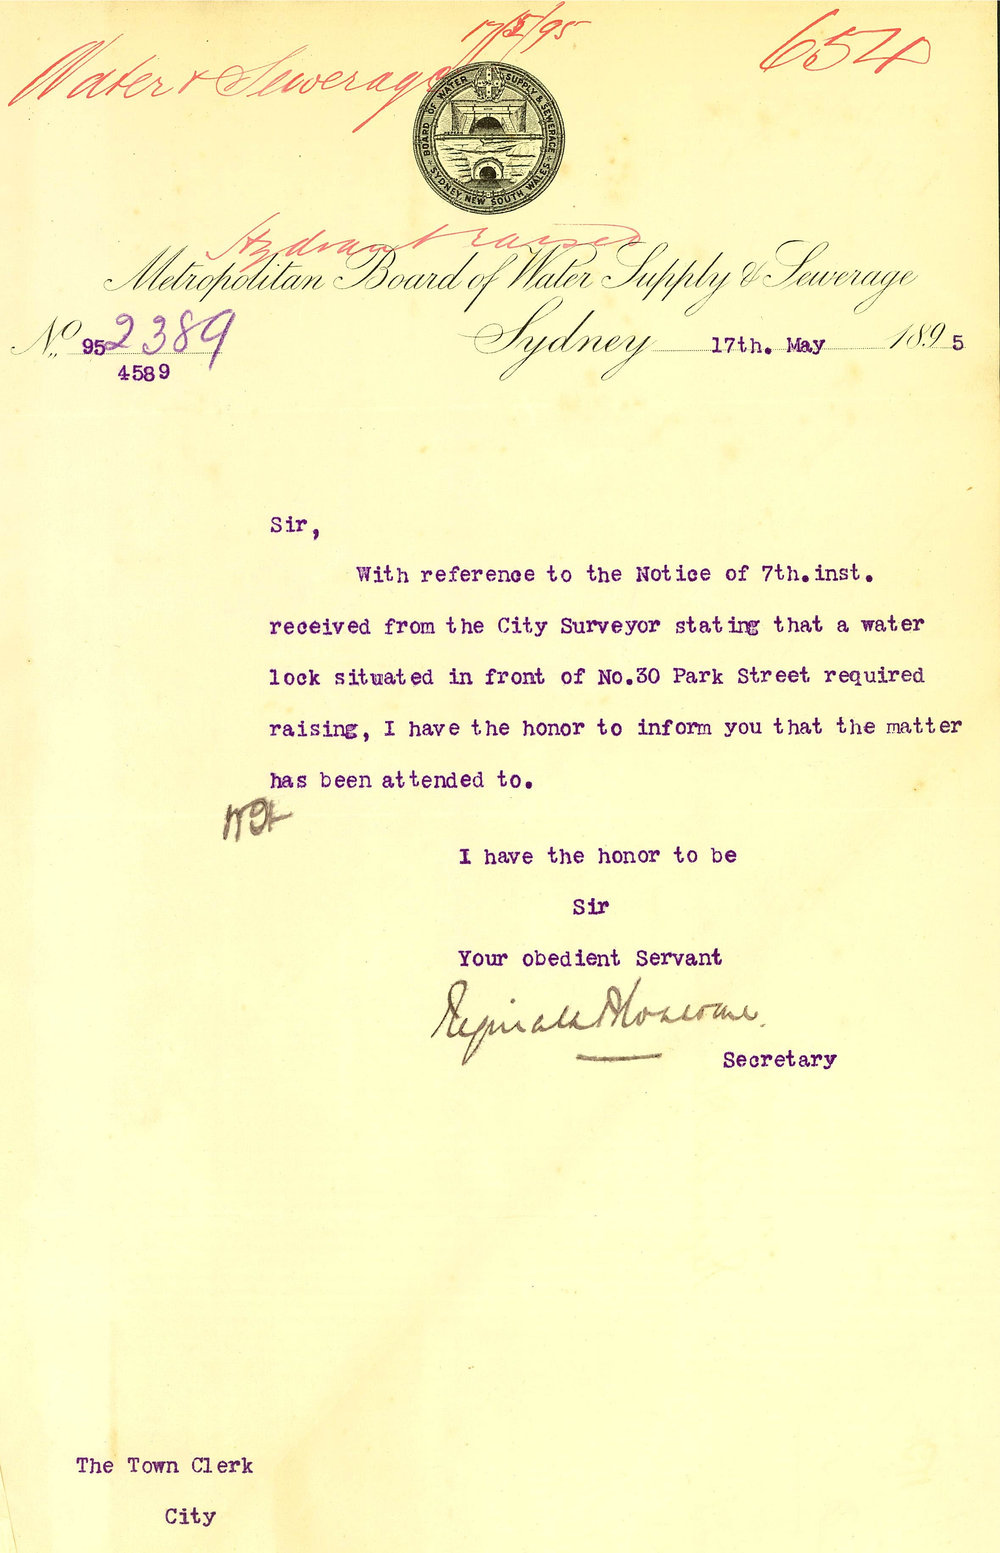 17/5/95
654
Water & Sewerage
BOARD OF WATER SUPPLY & SEWERAGE
SYDNEY NEW SOUTH WALES
Hydrant raised
Metropolitan Board of Water Supply & Sewerage
No. 95 2389
4589
Sydney 17th. May 1895
Sir,
With reference to the Notice of 7th.inst.
received from the City Surveyor stating that a water
lock situated in front of No.30 Park Street required
raising, I have the honor to inform you that the matter
has been attended to.
I have the honor to be
Sir
Your obedient Servant
Secretary
The Town Clerk
City